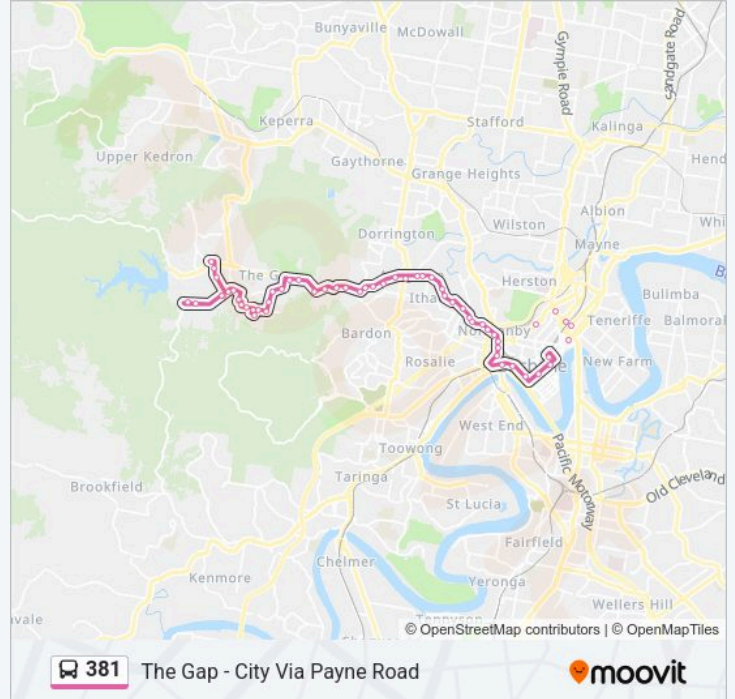 Bunyaville
McDowall
Gympie Road
Sandgate Road
Keperra
Stafford
Kalinga
Upper Kedron
Gaythorne
Hend
Grange Heights
Albion
Wilston
Whi
Dorrington
Mayne
The G
Herston
Bulimba
Itha
Teneriffe
Balmoral
Bardon
No nby
Rosalie
New Farm
West End
Pacific Motorway
Toowong
Taringa
Brookfield
Old Cleveland
St Lucia
Fairfield
Chelmer
Kenmore
Yeronga
Wellers Hill
vale
© OpenStreetMap contributors | © OpenMapTiles
381 The Gap - City Via Payne Road
moovit